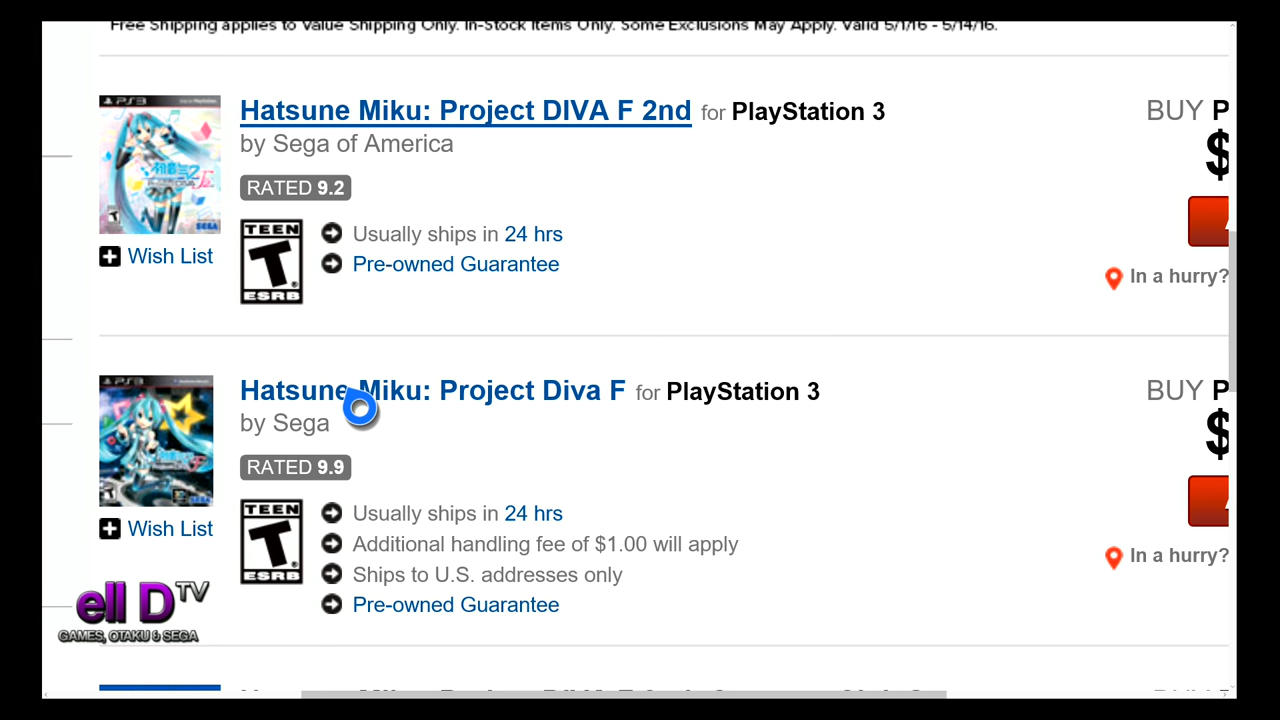 Free Shipping applies to Value Shipping Only. In-Stock Items Only. Some Exclusions May Apply. Valid 5/1/16 - 5/14/16.
Hatsune Miku: Project DIVA F 2nd for PlayStation 3
BUY P
by Sega of America
$
RATED 9.2
TEEN
T
ESRB
Usually ships in 24 hrs
Pre-owned Guarantee
PS3
SEGA
Wish List
In a hurry?
Hatsune Miku: Project Diva F for PlayStation 3
BUY P
by Sega
$
RATED 9.9
TEEN
T
ESRB
Usually ships in 24 hrs
Additional handling fee of $1.00 will apply
Ships to U.S. addresses only
Pre-owned Guarantee
PS3
SEGA
Wish List
In a hurry?
ell D TV
GAMES, OTAKU & SEGA